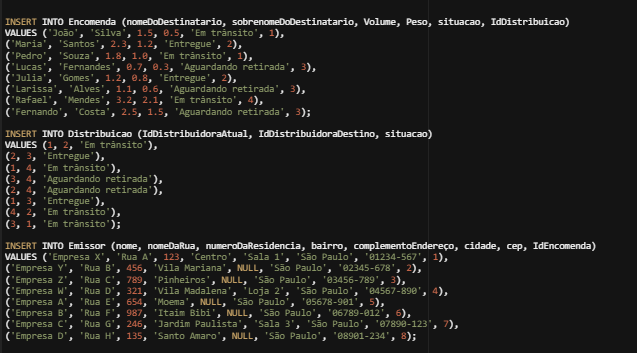 INSERT INTO Encomenda (nomeDoDestinatario, sobrenomeDoDestinatario, Volume, Peso, situacao, IdDistribuicao)
VALUES ('João', 'Silva', 1.5, 0.5, 'Em trânsito', 1),
('Maria', 'Santos', 2.3, 1.2, 'Entregue', 2),
('Pedro', 'Souza', 1.8, 1.0, 'Em trânsito', 1),
('Lucas', 'Fernandes', 0.7, 0.3, 'Aguardando retirada', 3),
('Julia', 'Gomes', 1.2, 0.8, 'Entregue', 2),
('Larissa', 'Alves', 1.1, 0.6, 'Aguardando retirada', 3),
('Rafael', 'Mendes', 3.2, 2.1, 'Em trânsito', 4),
('Fernando', 'Costa', 2.5, 1.5, 'Aguardando retirada', 3);
INSERT INTO Distribuicao (IdDistribuidoraAtual, IdDistribuidoraDestino, situacao)
VALUES (1, 2, 'Em trânsito'),
(2, 3, 'Entregue'),
(1, 4, 'Em trânsito'),
(3, 4, 'Aguardando retirada'),
(2, 4, 'Aguardando retirada'),
(1, 3, 'Entregue'),
(4, 2, 'Em trânsito'),
(3, 1, 'Em trânsito');
INSERT INTO Emissor (nome, nomeDaRua, numeroDaResidencia, bairro, complementoEndereço, cidade, cep, IdEncomenda)
VALUES ('Empresa X', 'Rua A', 123, 'Centro', 'Sala 1', 'São Paulo', '01234-567', 1),
('Empresa Y', 'Rua B', 456, 'Vila Mariana', NULL, 'São Paulo', '02345-678', 2),
('Empresa Z', 'Rua C', 789, 'Pinheiros', NULL, 'São Paulo', '03456-789', 3),
('Empresa W', 'Rua D', 321, 'Vila Madalena', 'Loja 2', 'São Paulo', '04567-890', 4),
('Empresa A', 'Rua E', 654, 'Moema', NULL, 'São Paulo', '05678-901', 5),
('Empresa B', 'Rua F', 987, 'Itaim Bibi', NULL, 'São Paulo', '06789-012', 6),
('Empresa C', 'Rua G', 246, 'Jardim Paulista', 'Sala 3', 'São Paulo', '07890-123', 7),
('Empresa D', 'Rua H', 135, 'Santo Amaro', NULL, 'São Paulo', '08901-234', 8);